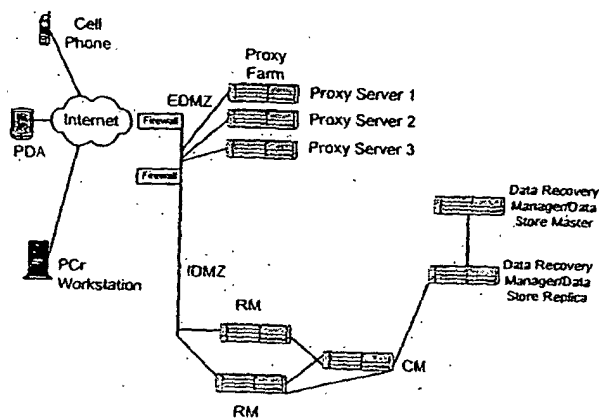 Cell
Phone
PDA
Internet
PCr
Workstation
EDMZ
Firewall
Firewall
Proxy
Farm
Proxy Server 1
Proxy Server 2
Proxy Server 3
IDMZ
RM
RM
CM
Data Recovery
Manager/Data
Store Master
Data Recovery
Manager/Data
Store Replica